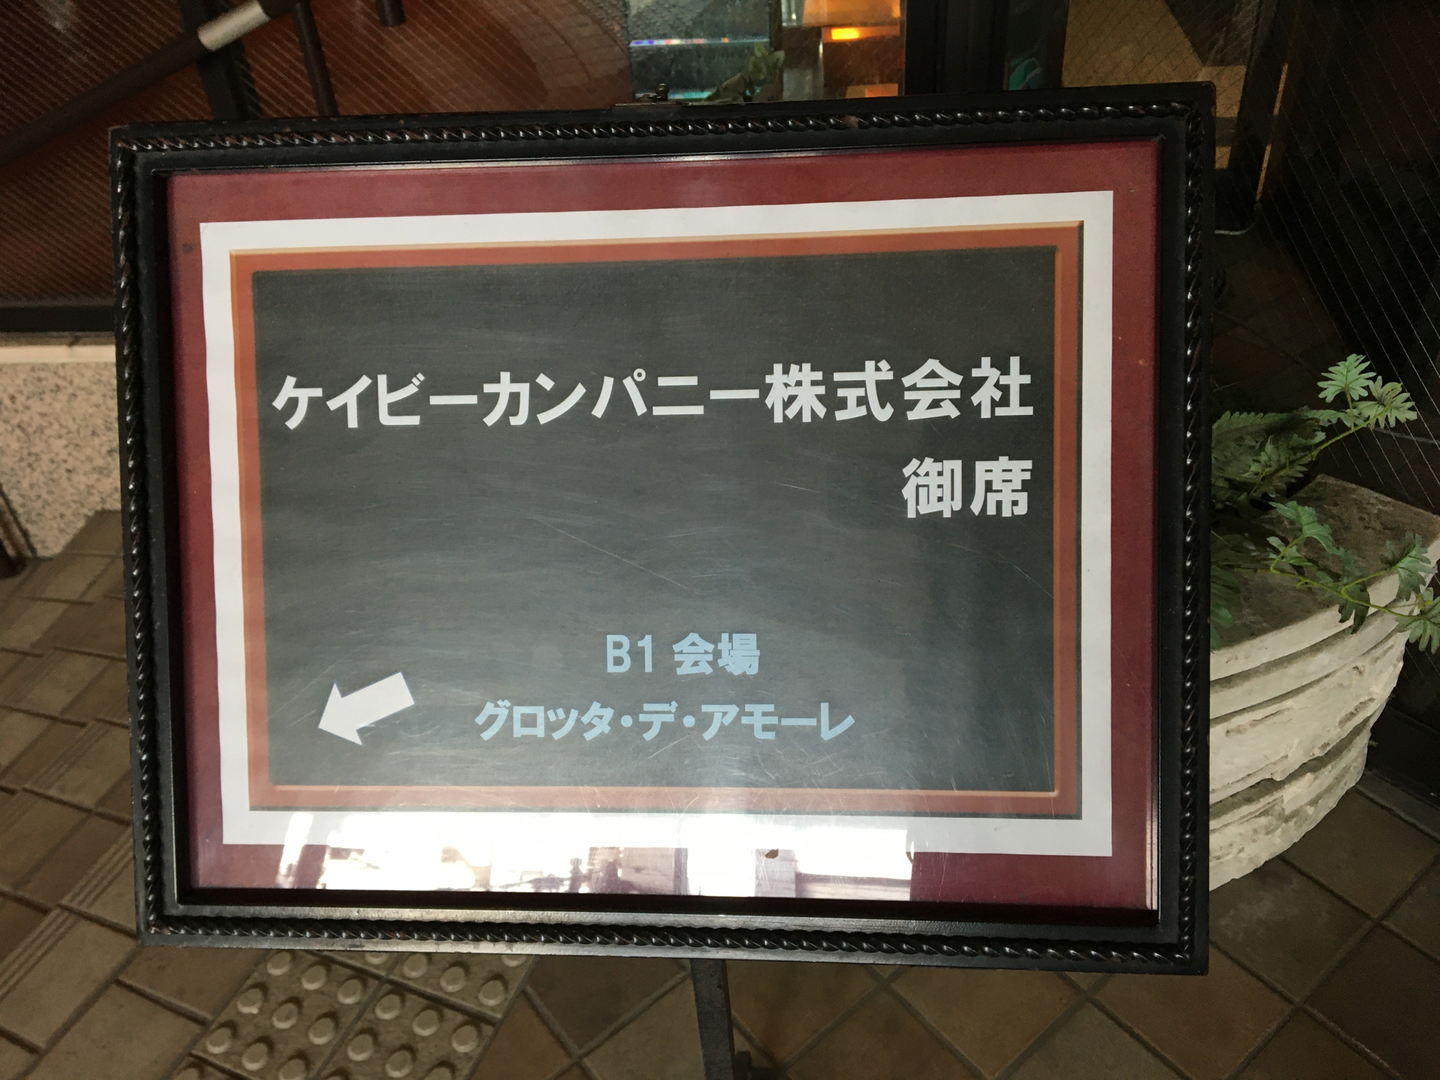 ケイビーカンパニー株式会社
御席
B1 会場
グロッタ・デ・アモーレ